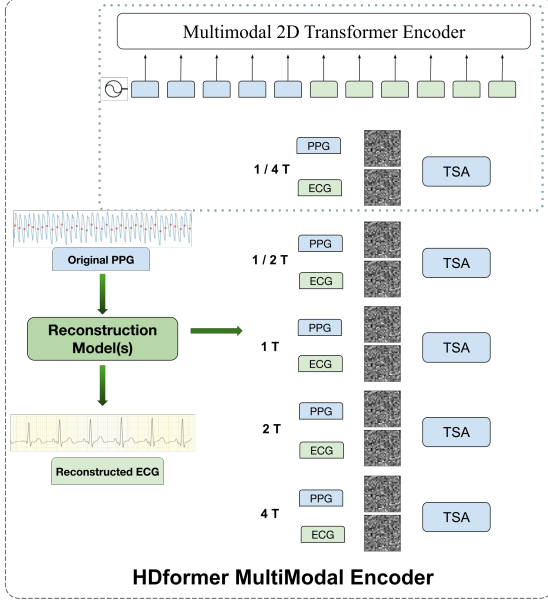 Multimodal 2D Transformer Encoder
PPG
1 / 4 T
TSA
ECG
Original PPG
PPG
1 / 2 T
TSA
ECG
Reconstruction
Model(s)
PPG
1 T
TSA
ECG
PPG
2 T
TSA
ECG
Reconstructed ECG
PPG
4 T
TSA
ECG
HDformer MultiModal Encoder